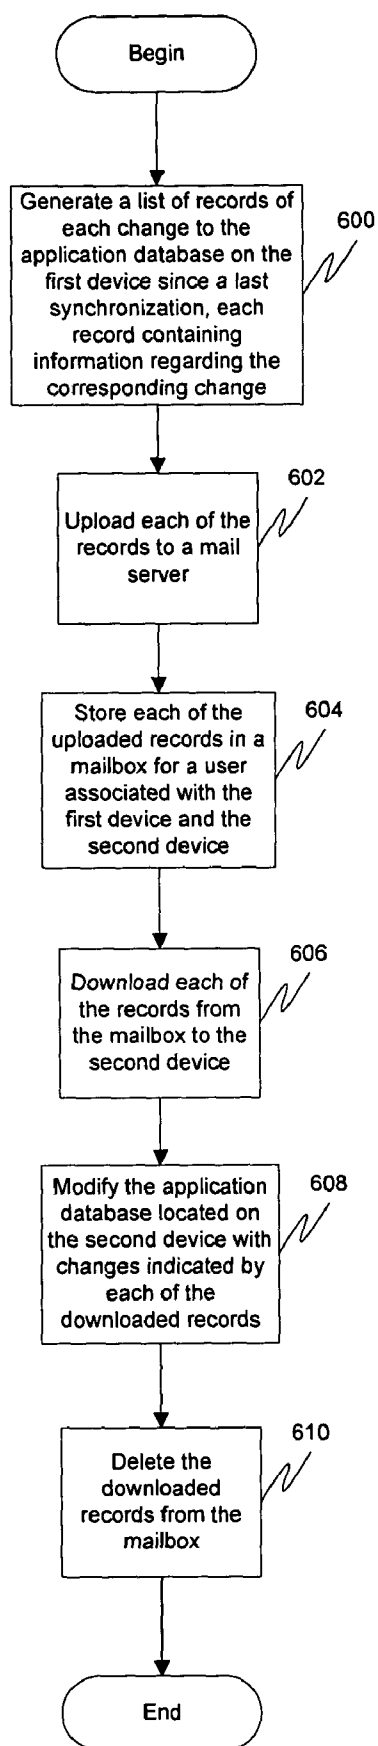 Begin
Generate a list of records of
each change to the
application database on the
first device since a last
synchronization, each
record containing
information regarding the
corresponding change
600
602
Upload each of the
records to a mail
server
604
Store each of the
uploaded records in a
mailbox for a user
associated with the
first device and the
second device
606
Download each of
the records from
the mailbox to the
second device
608
Modify the application
database located on
the second device with
changes indicated by
each of the
downloaded records
610
Delete the
downloaded
records from the
mailbox
End